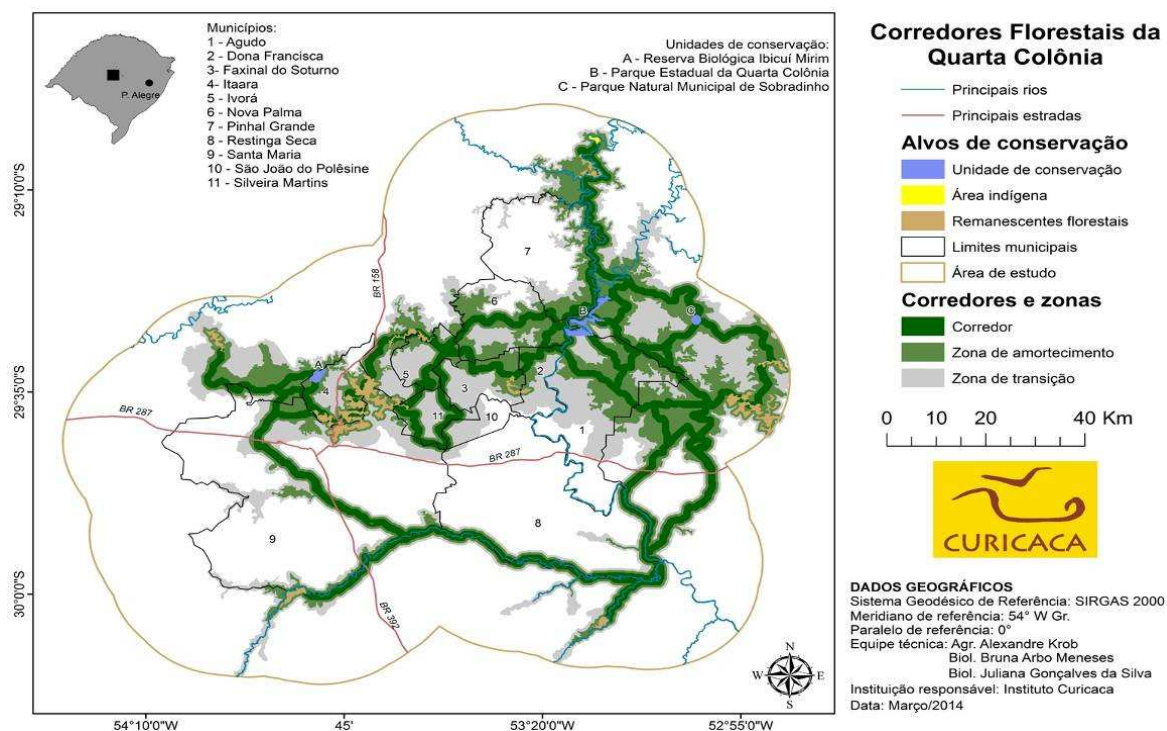 Municípios:
1 - Agudo
2 - Dona Francisca
3- Faxinal do Soturno
4- Itaara
5 - Ivorá
6 - Nova Palma
7 - Pinhal Grande
8 - Restinga Seca
9 - Santa Maria
10 - São João do Polêsine
11 - Silveira Martins
P. Alegre
Unidades de conservação:
A - Reserva Biológica Ibicuí Mirim
B - Parque Estadual da Quarta Colônia
C - Parque Natural Municipal de Sobradinho
29°10'0"S
29°35'0"S
30°0'0"S
7
BR 158
6
B
C
A
4
5
3
2
11
10
1
BR 287
BR 287
9
8
BR 392
N
W
E
S
54°10'0"W
45'
53°20'0"W
52°55'0"W
Corredores Florestais da
Quarta Colônia
Principais rios
Principais estradas
Alvos de conservação
Unidade de conservação
Área indígena
Remanescentes florestais
Limites municipais
Área de estudo
Corredores e zonas
Corredor
Zona de amortecimento
Zona de transição
0 10 20 40 Km
CURICACA
DADOS GEOGRÁFICOS
Sistema Geodésico de Referência: SIRGAS 2000
Meridiano de referência: 54° W Gr.
Paralelo de referência: 0°
Equipe técnica: Agr. Alexandre Krob
Biol. Bruna Arbo Meneses
Biol. Juliana Gonçalves da Silva
Instituição responsável: Instituto Curicaca
Data: Março/2014